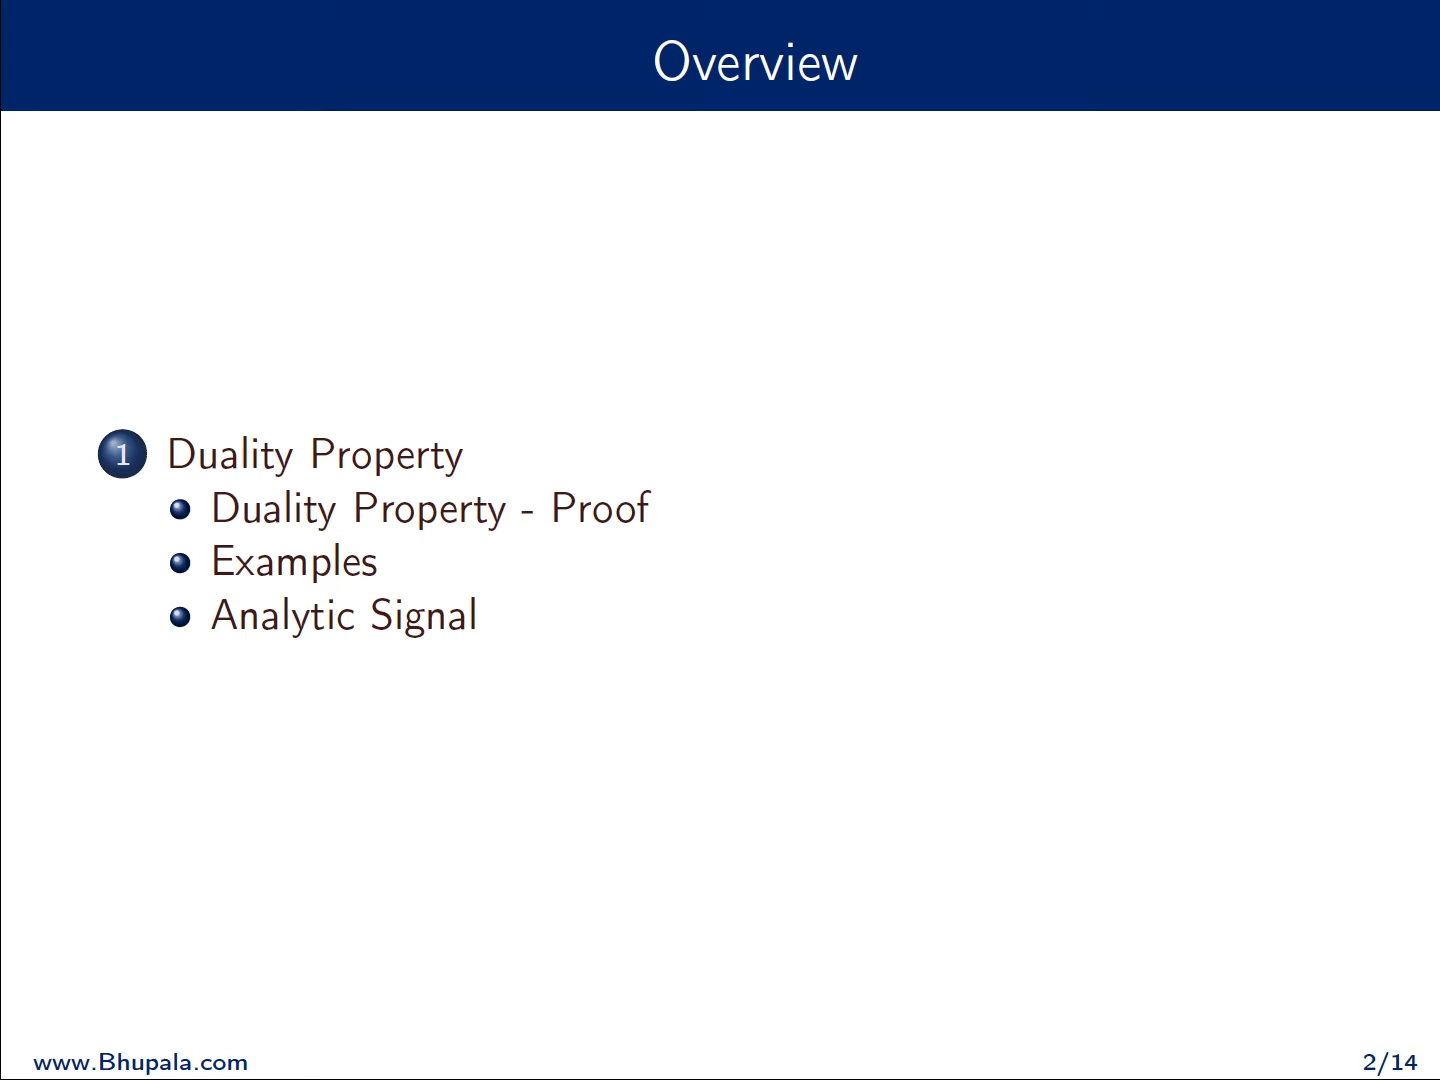 Overview
1 Duality Property
Duality Property - Proof
Examples
Analytic Signal
www.Bhupala.com
2/14